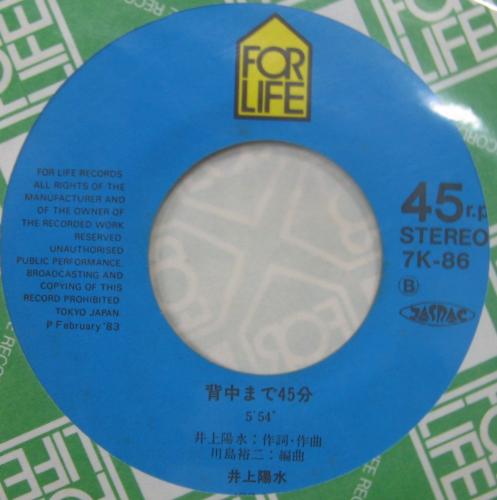 FOR
LIFE
FOR LIFE RECORDS
ALL RIGHTS OF THE
MANUFACTURER AND
OF THE OWNER OF
THE RECORDED WORK
RESERVED.
UNAUTHORISED
PUBLIC PERFORMANCE.
BROADCASTING AND
COPYING OF THIS
RECORD PROHIBITED.
TOKYO JAPAN.
P February '83
45 r.p
STEREO
7K-86
B
JASRAC
背中まで45分
5'54"
井上陽水:作詞・作曲
川島裕二:編曲
井上陽水
FOR
LIFE